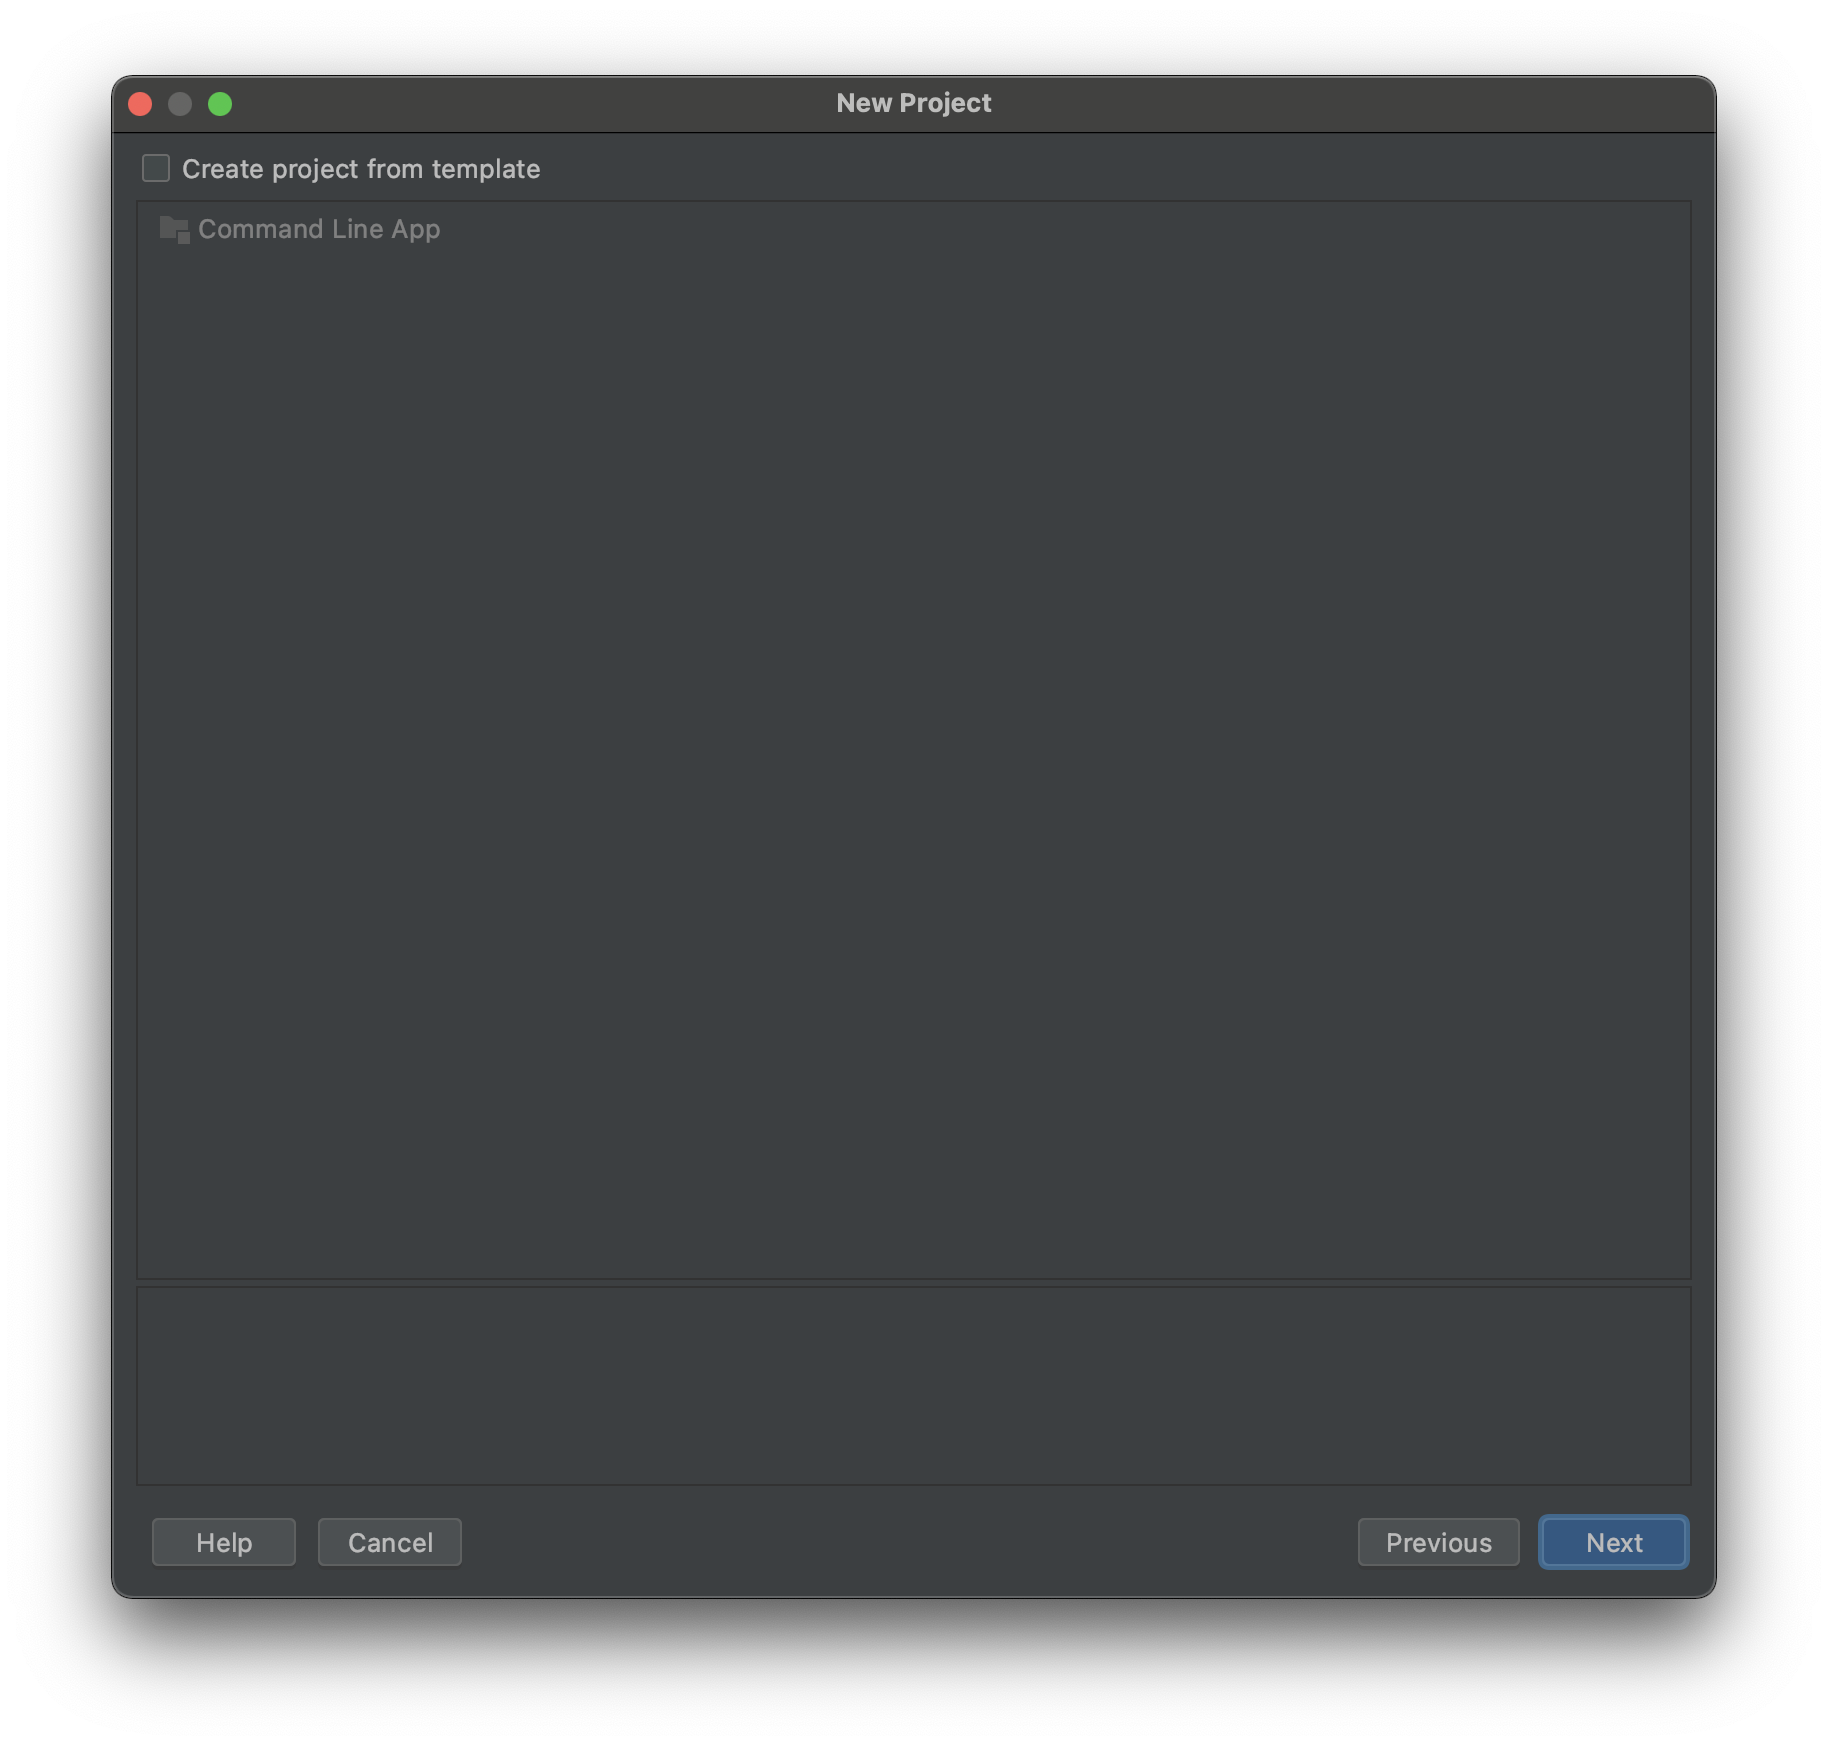 New Project
Create project from template
Command Line App
Help
Cancel
Previous
Next